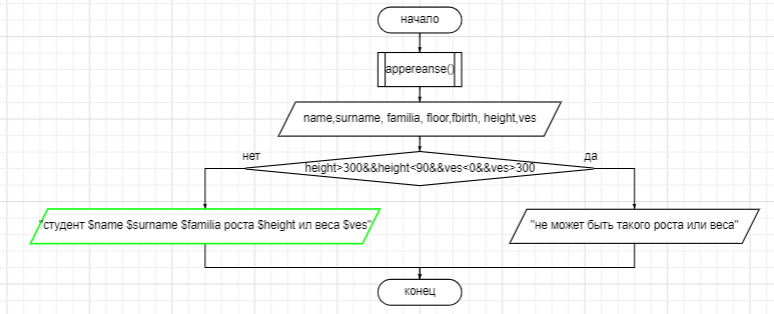 начало
appereanse()
name,surname, familia, floor,fbirth, height,ves
нет
да
height>300&&height<90&&ves<0&&ves>300
"студент $name $surname $familia роста $height ил веса $ves"
"не может быть такого роста или веса"
конец